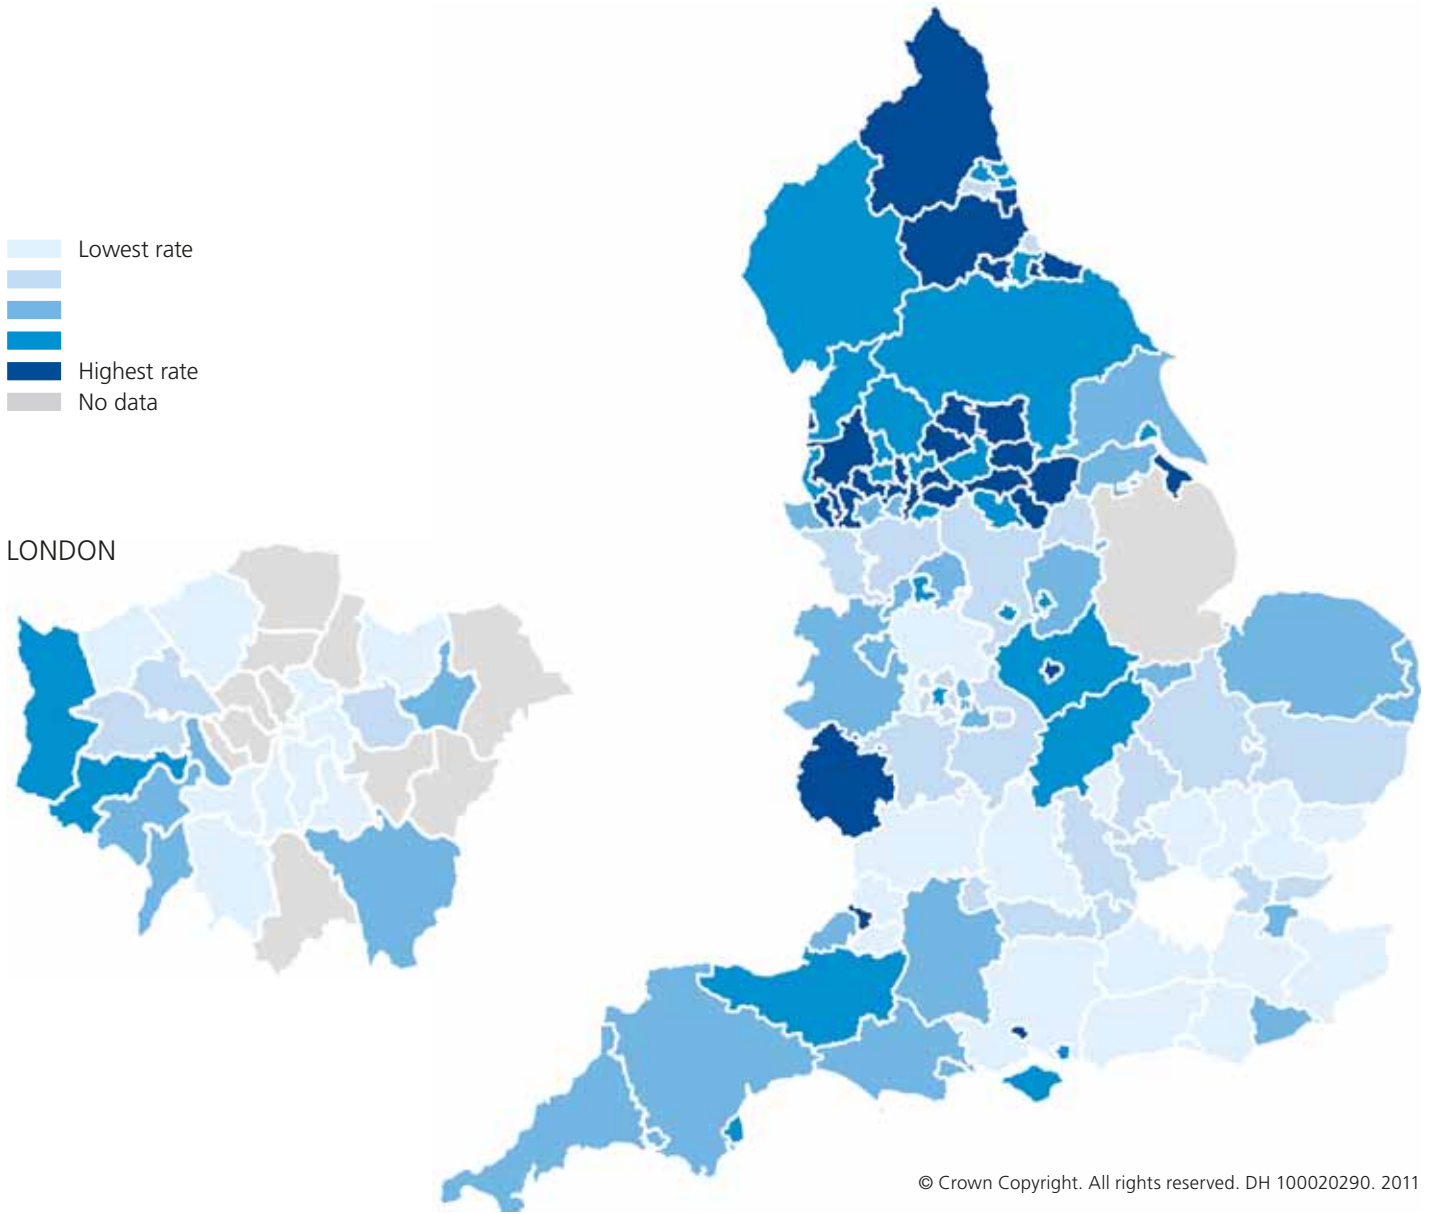 Lowest rate
Highest rate
No data
LONDON
© Crown Copyright. All rights reserved. DH 100020290. 2011